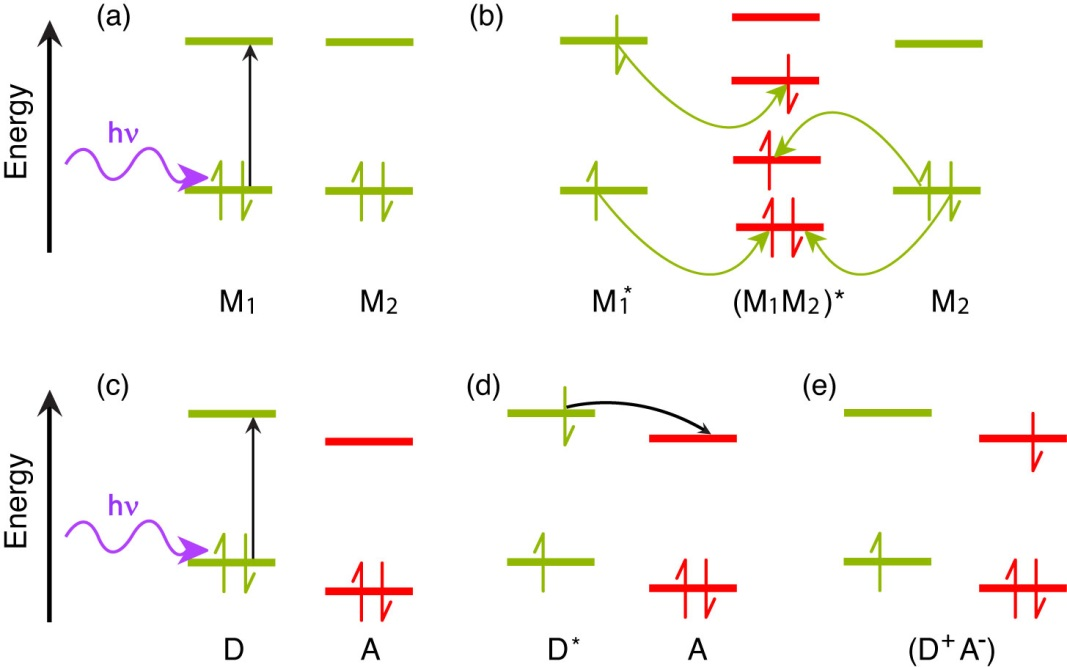 (a)
(b)
Energy
hν
M1
M2
M1*
(M1M2)*
M2
(c)
(d)
(e)
Energy
hν
D
A
D*
A
(D+A-)